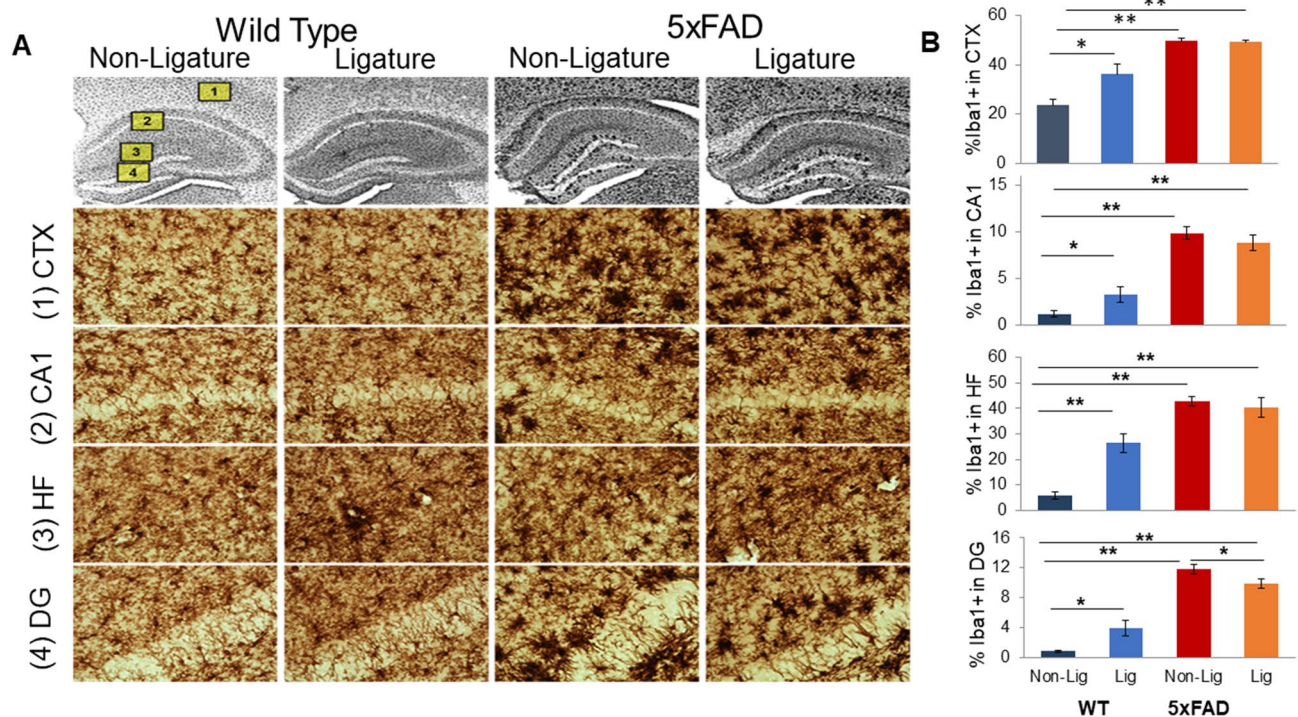 A
Wild Type
5xFAD
Non-Ligature
Ligature
Non-Ligature
Ligature
1
2
3
4
(1) CTX
(2) CA1
(3) HF
(4) DG
B
%Iba1+ in CTX
60
40
20
0
*
**
**
% Iba1+ in CA1
15
10
5
0
*
**
**
% Iba1+ in HF
60
50
40
30
20
10
0
**
**
**
% Iba1+ in DG
16
12
8
4
0
*
**
**
*
Non-Lig Lig Non-Lig Lig
WT 5xFAD